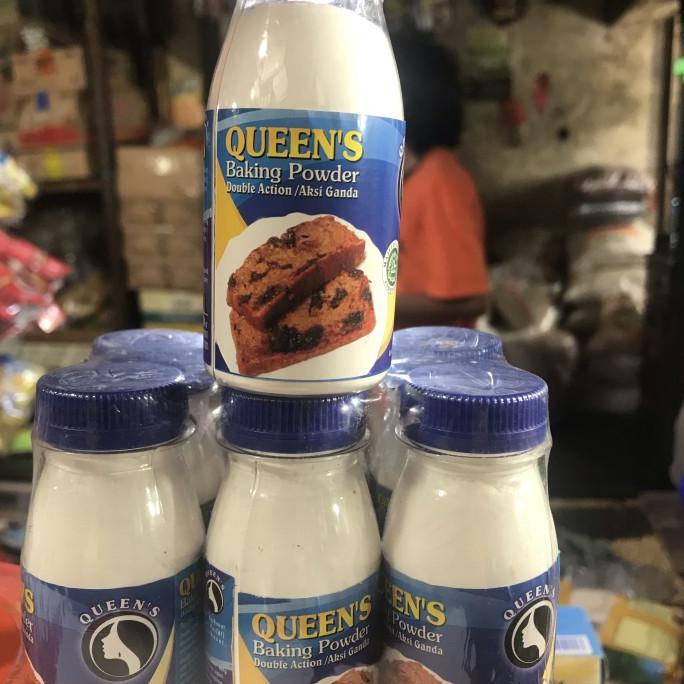 QUEEN'S
Baking Powder
Double Action /Aksi Ganda
QUEEN'S
QUEEN'S
QUEEN'S
Baking Powder
Double Action /Aksi Ganda
EN'S
Powder
/Aksi Ganda
QUEEN'S